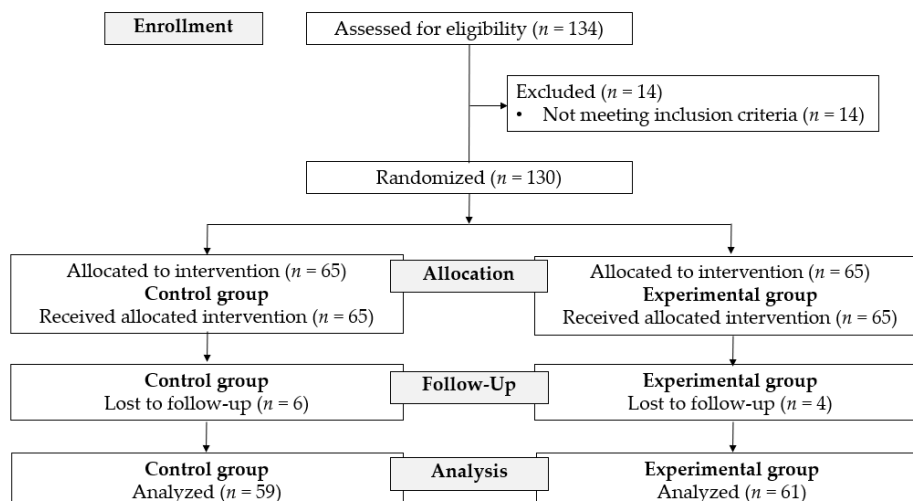 Enrollment
Assessed for eligibility (n = 134)
Excluded (n = 14)
• Not meeting inclusion criteria (n = 14)
Randomized (n = 130)
Allocated to intervention (n = 65)
Control group
Received allocated intervention (n = 65)
Allocation
Allocated to intervention (n = 65)
Experimental group
Received allocated intervention (n = 65)
Control group
Lost to follow-up (n = 6)
Follow-Up
Experimental group
Lost to follow-up (n = 4)
Control group
Analyzed (n = 59)
Analysis
Experimental group
Analyzed (n = 61)